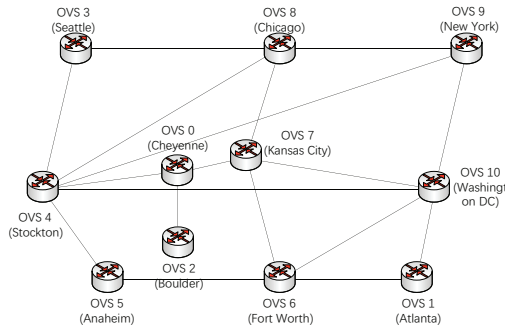 OVS 3
(Seattle)
OVS 8
(Chicago)
OVS 9
(New York)
OVS 0
(Cheyenne)
OVS 7
(Kansas City)
OVS 4
(Stockton)
OVS 10
(Washingt
on DC)
OVS 2
(Boulder)
OVS 5
(Anaheim)
OVS 6
(Fort Worth)
OVS 1
(Atlanta)